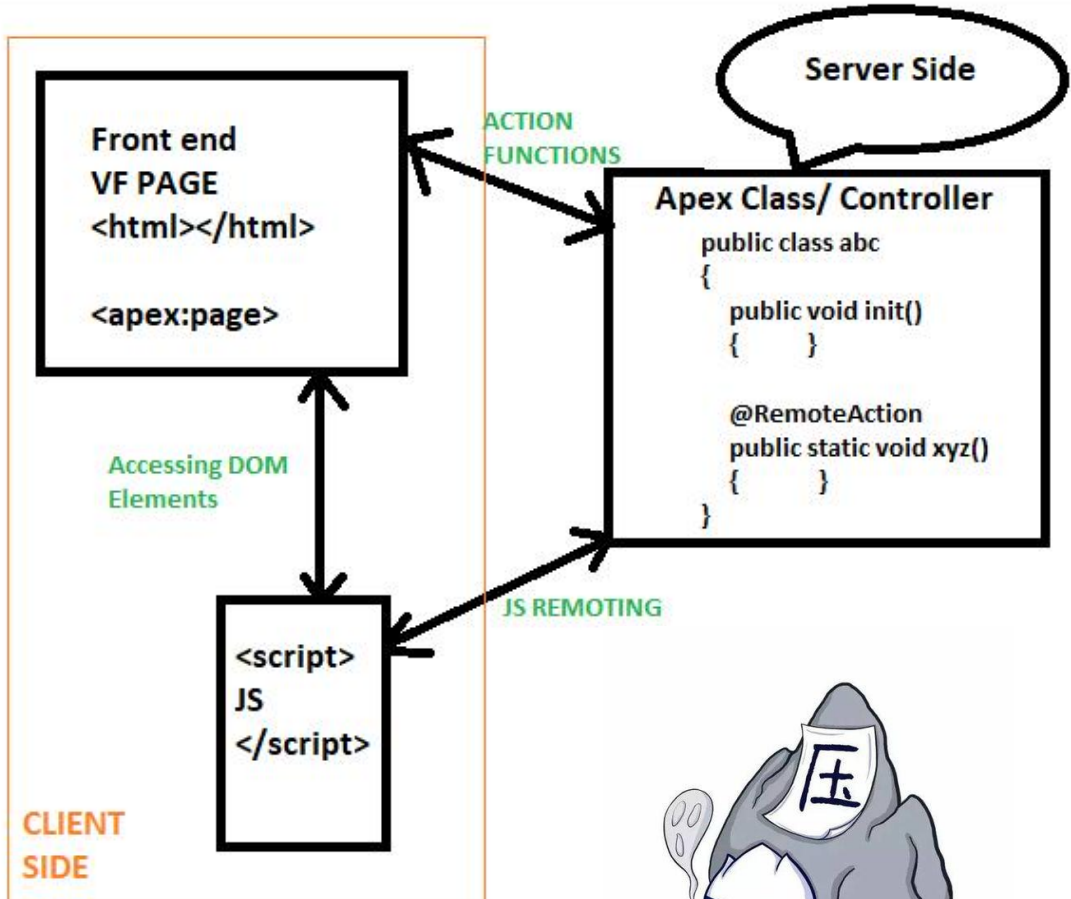 Front end
VF PAGE
<html></html>
<apex:page>
ACTION
FUNCTIONS
Server Side
Apex Class/ Controller
public class abc
{
public void init()
{ }
@RemoteAction
public static void xyz()
{ }
}
Accessing DOM
Elements
JS REMOTING
<script>
JS
</script>
CLIENT
SIDE
压